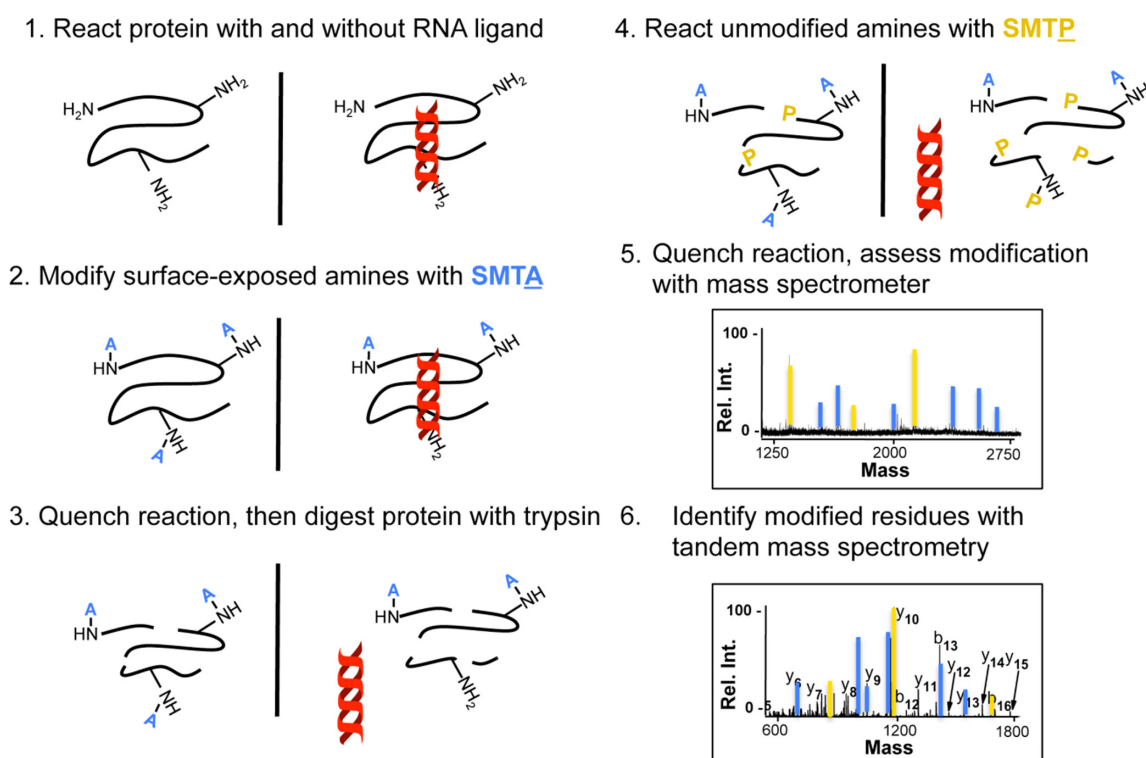 1. React protein with and without RNA ligand
H₂N
NH₂
NH₂
H₂N
NH₂
NH₂
2. Modify surface-exposed amines with SMTA
A
HN
A
NH
NH
A
A
HN
A
NH
NH₂
3. Quench reaction, then digest protein with trypsin
A
HN
A
NH
NH
A
A
HN
A
NH
NH₂
4. React unmodified amines with SMTP
A
HN
P
A
NH
P
NH
A
A
HN
P
A
NH
P
P
NH
P
5. Quench reaction, assess modification
with mass spectrometer
100 -
Rel. Int.
0 -
1250 2000 2750
Mass
6. Identify modified residues with
tandem mass spectrometry
100 -
Rel. Int.
0 -
y₁₀
b₁₃
y₁₂
y₁₄
y₁₅
y₆
y₇
y₈
y₉
y₁₁
b₁₂
y₁₃
b₁₆
600 1200 1800
Mass